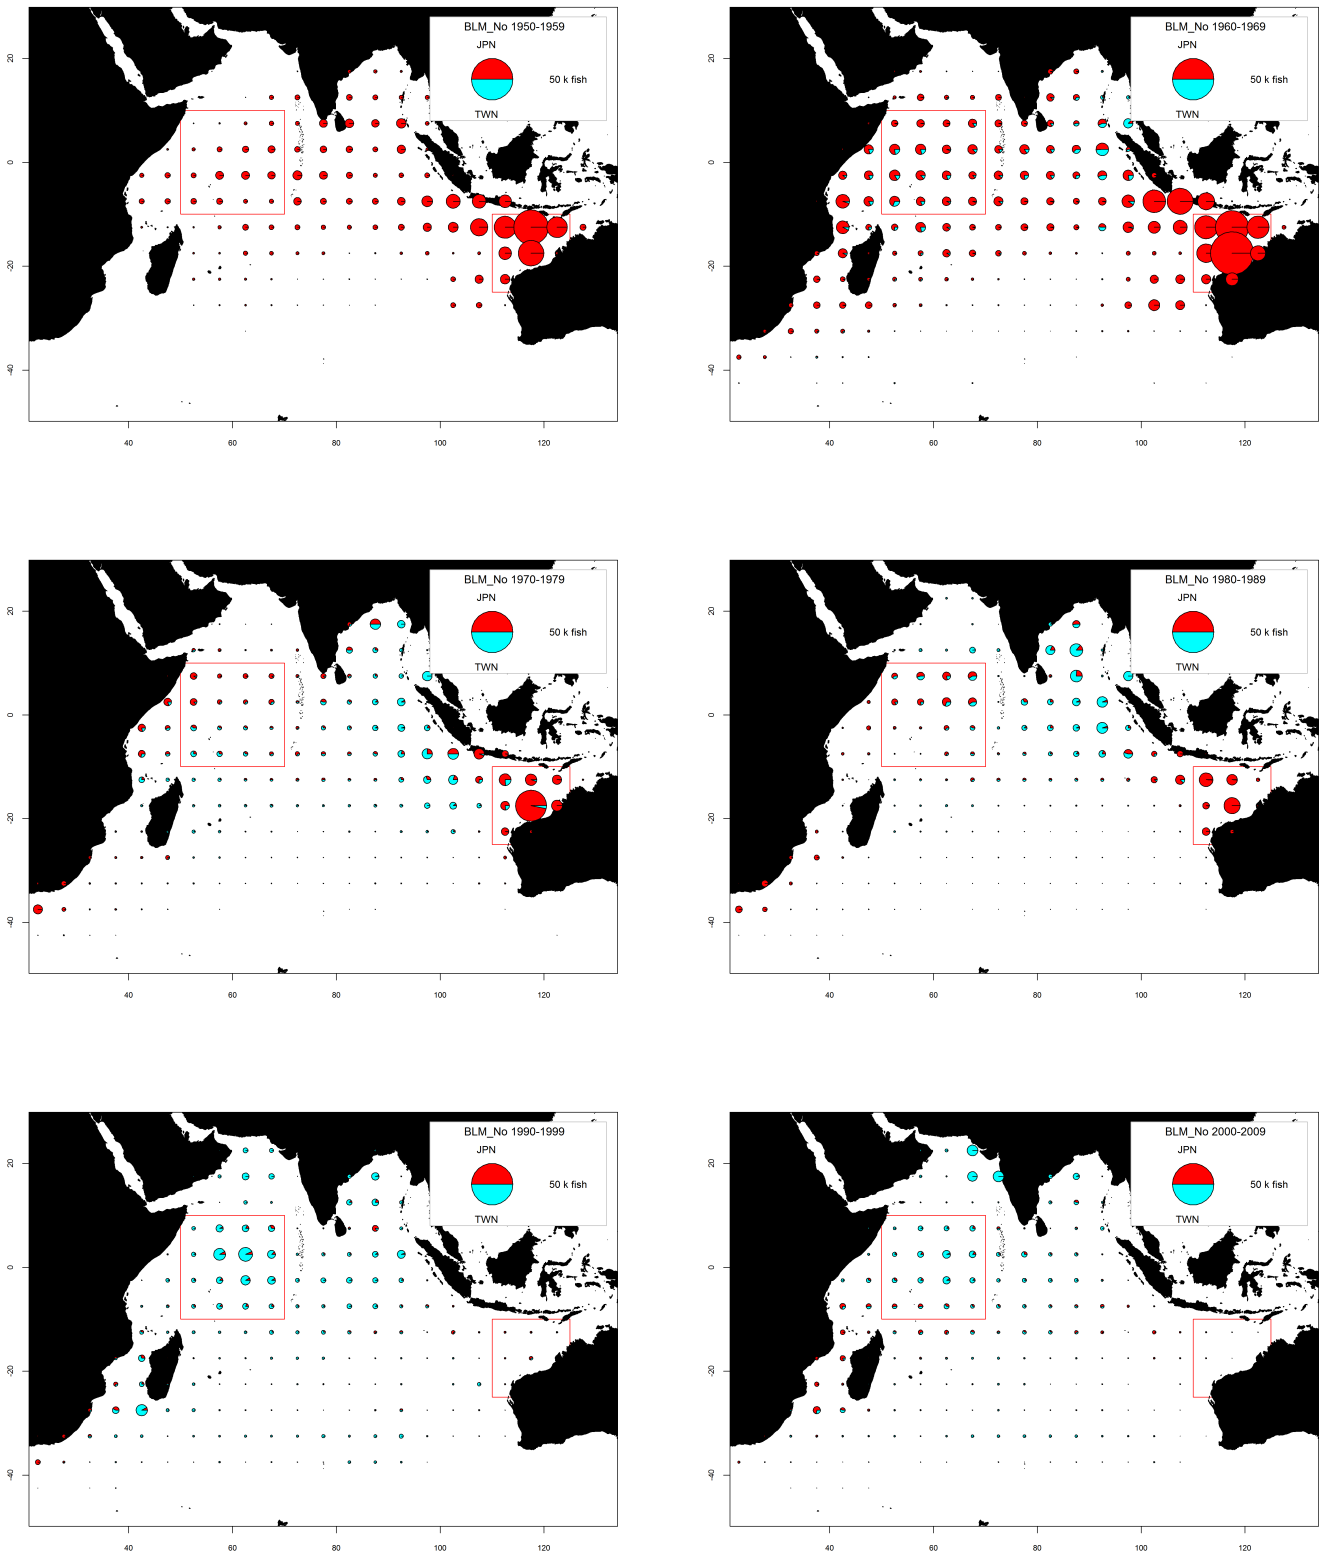 BLM_No 1950-1959
JPN
50 k fish
TWN
20
0
-20
-40
40 60 80 100 120
BLM_No 1960-1969
JPN
50 k fish
TWN
20
0
-20
-40
40 60 80 100 120
BLM_No 1970-1979
JPN
50 k fish
TWN
20
0
-20
-40
40 60 80 100 120
BLM_No 1980-1989
JPN
50 k fish
TWN
20
0
-20
-40
40 60 80 100 120
BLM_No 1990-1999
JPN
50 k fish
TWN
20
0
-20
-40
40 60 80 100 120
BLM_No 2000-2009
JPN
50 k fish
TWN
20
0
-20
-40
40 60 80 100 120